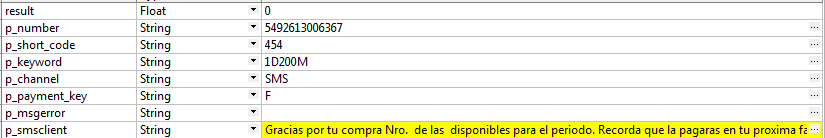 result Float 0
p_number String 5492613006367 ...
p_short_code String 454 ...
p_keyword String 1D200M ...
p_channel String SMS ...
p_payment_key String F ...
p_msgerror String ...
p_smsclient String Gracias por tu compra Nro.  de las  disponibles para el periodo. Recorda que la pagaras en tu proxima fa ...